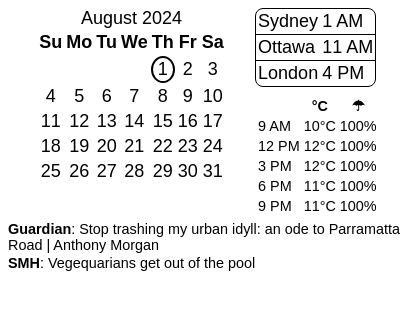 August 2024
Su Mo Tu We Th Fr Sa
1 2 3
4 5 6 7 8 9 10
11 12 13 14 15 16 17
18 19 20 21 22 23 24
25 26 27 28 29 30 31
Sydney 1 AM
Ottawa 11 AM
London 4 PM
°C ☂
9 AM 10°C 100%
12 PM 12°C 100%
3 PM 12°C 100%
6 PM 11°C 100%
9 PM 11°C 100%
Guardian: Stop trashing my urban idyll: an ode to Parramatta
Road | Anthony Morgan
SMH: Vegequarians get out of the pool